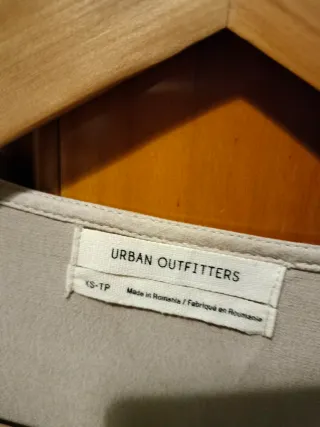 URBAN OUTFITTERS
XS-TP
Made in Romania / Fabriqué en Roumanie